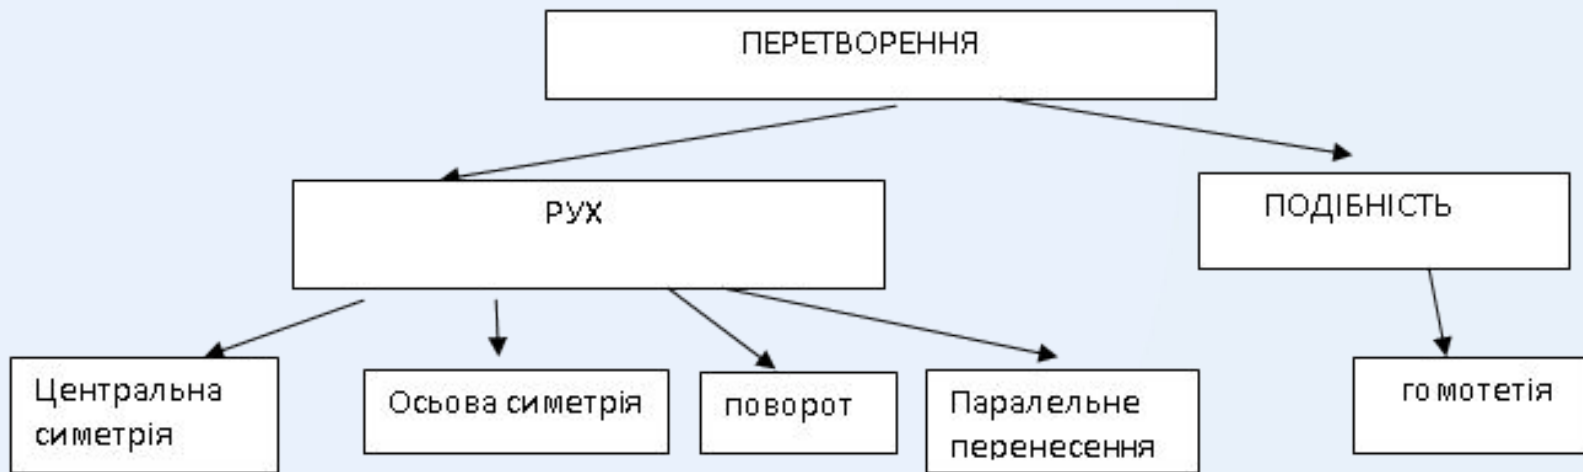 ПЕРЕТВОРЕННЯ
РУХ
ПОДІБНІСТЬ
Центральна
симетрія
Осьова симетрія
поворот
Паралельне
перенесення
гомотетія